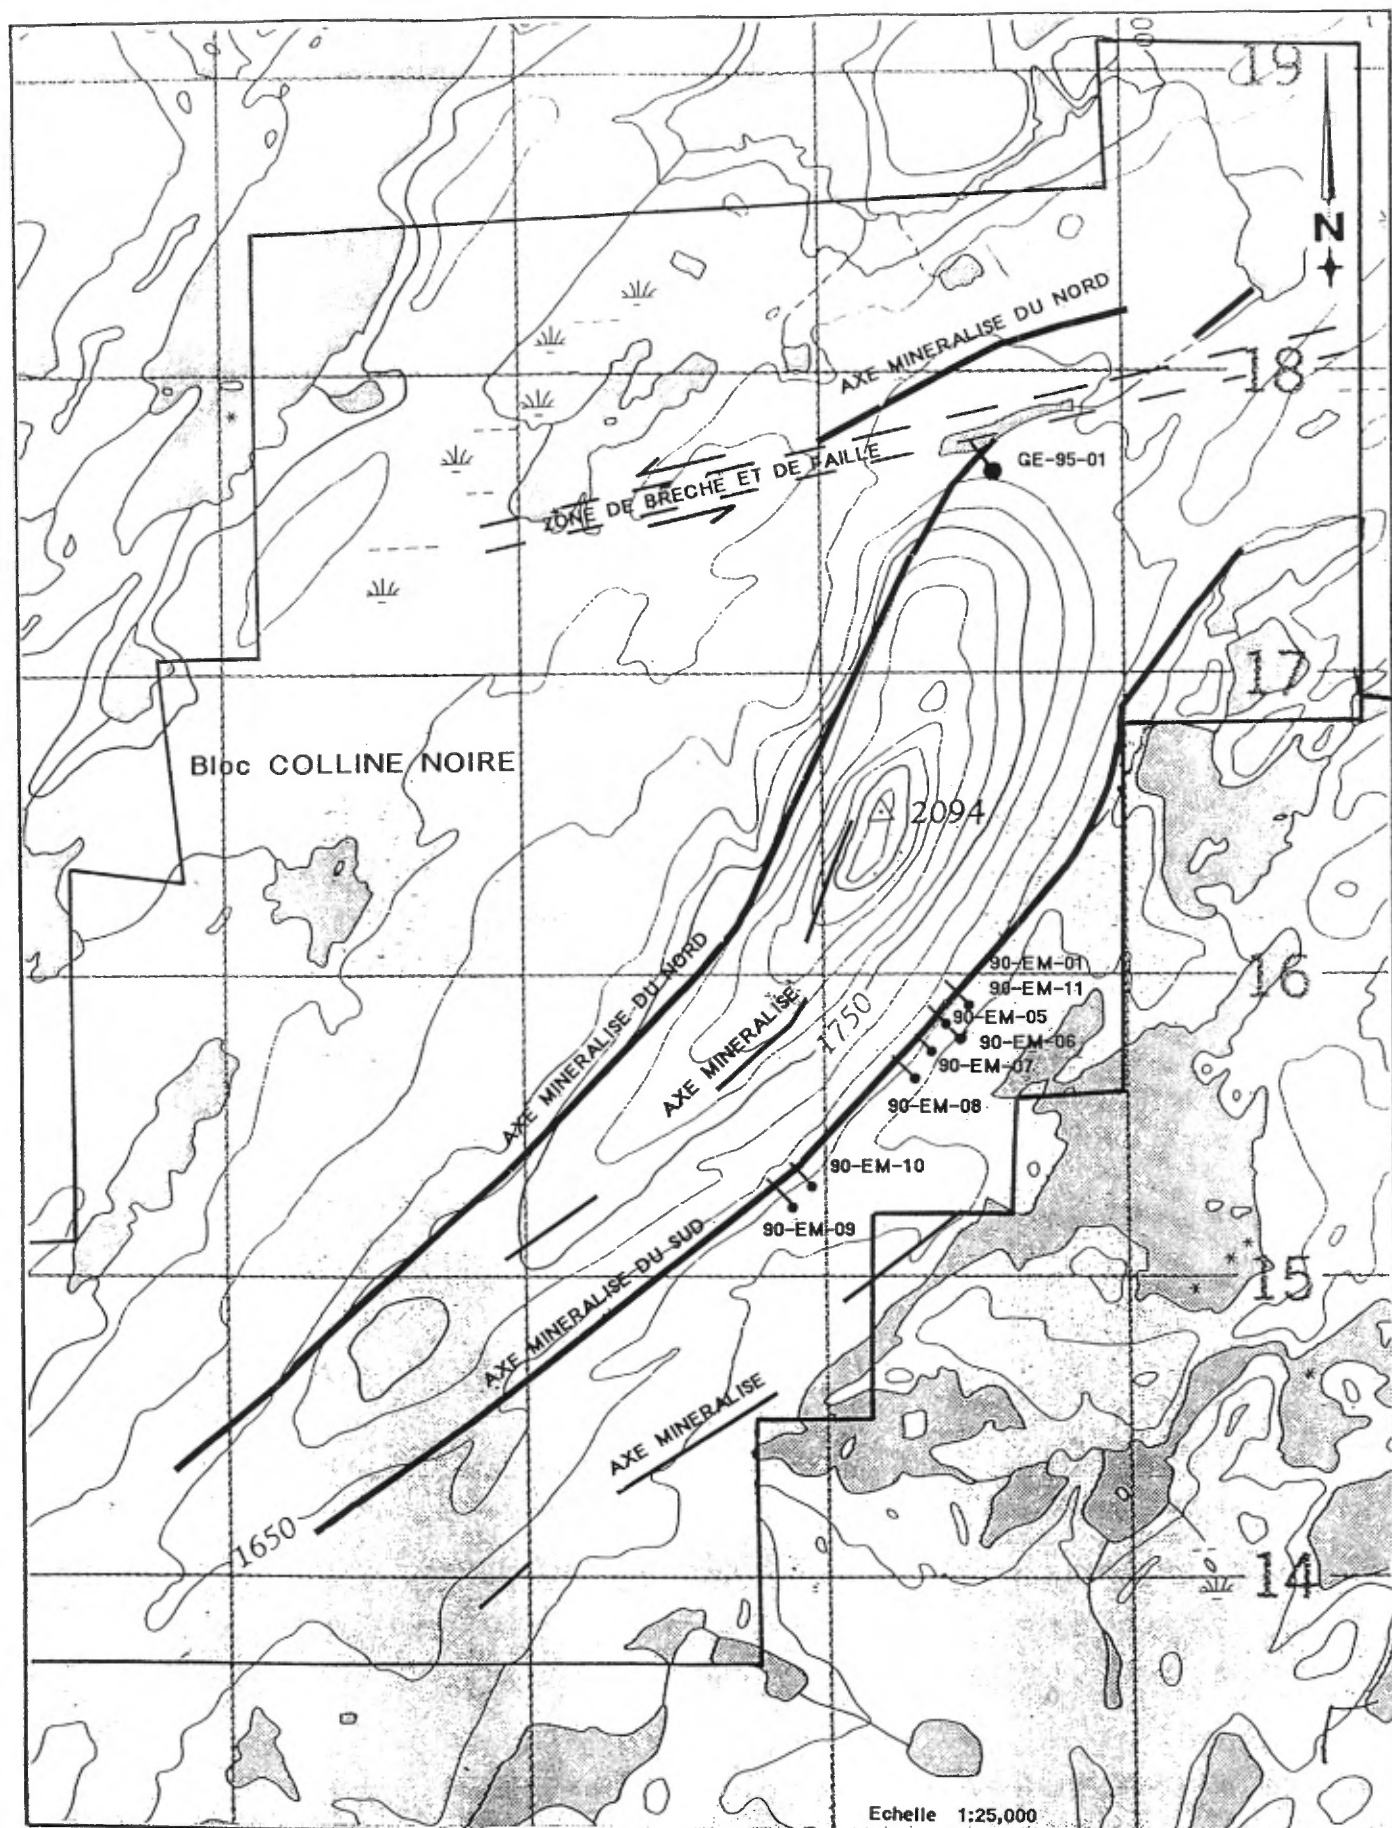 19
N
AXE MINERALISE DU NORD
18
GE-95-01
ZONE DE BRECHE ET DE FAILLE
17
Bloc COLLINE NOIRE
2094
AXE MINERALISE DU NORD
90-EM-01
16
90-EM-11
AXE MINERALISE
1750
90-EM-05
90-EM-06
90-EM-07
90-EM-08
90-EM-10
90-EM-09
AXE MINERALISE DU SUD
15
AXE MINERALISE
1650
14
Echelle 1:25,000